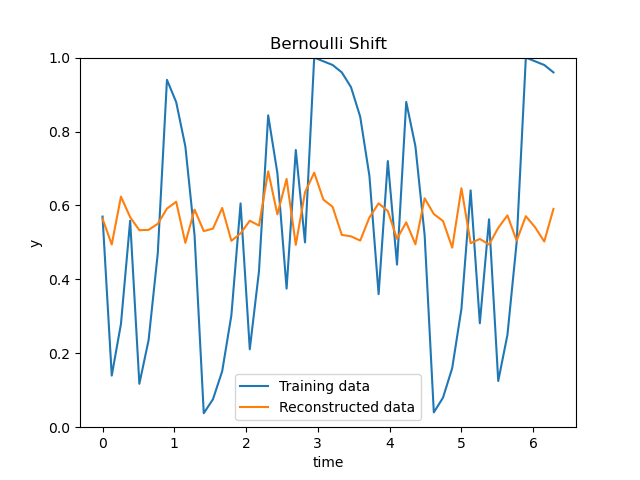 Bernoulli Shift
1.0
0.8
0.6
0.4
0.2
0.0
y
0 1 2 3 4 5 6
time
Training data
Reconstructed data